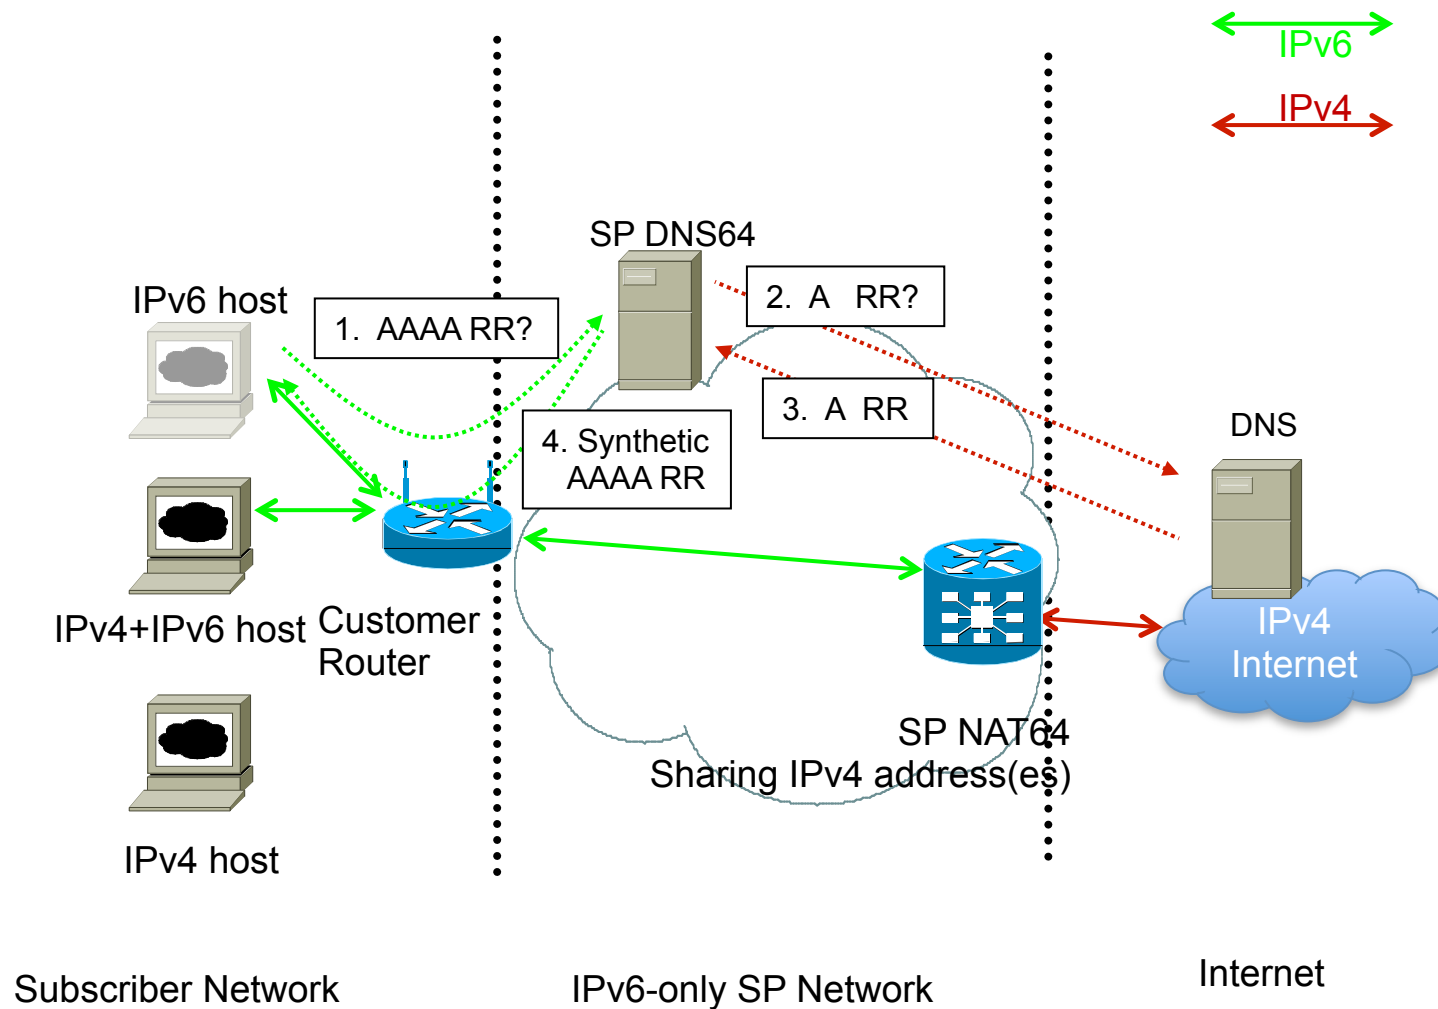 IPv6
IPv4
SP DNS64
IPv6 host
1. AAAA RR?
2. A RR?
3. A RR
4. Synthetic
AAAA RR
DNS
IPv4+IPv6 host
Customer
Router
IPv4
Internet
SP NAT64
Sharing IPv4 address(es)
IPv4 host
Subscriber Network
IPv6-only SP Network
Internet